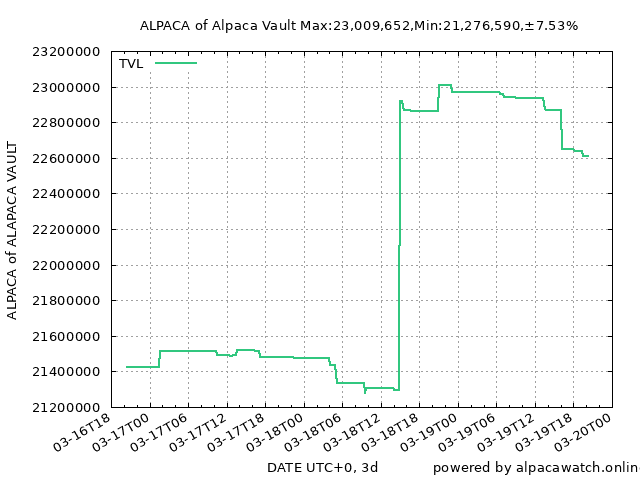 ALPACA of Alpaca Vault Max:23,009,652,Min:21,276,590,±7.53%
TVL
23200000
23000000
22800000
22600000
22400000
22200000
22000000
21800000
21600000
21400000
21200000
ALPACA of ALAPACA VAULT
03-16T18
03-17T00
03-17T06
03-17T12
03-17T18
03-18T00
03-18T06
03-18T12
03-18T18
03-19T00
03-19T06
03-19T12
03-19T18
03-20T00
DATE UTC+0, 3d
powered by alpacawatch.onlin